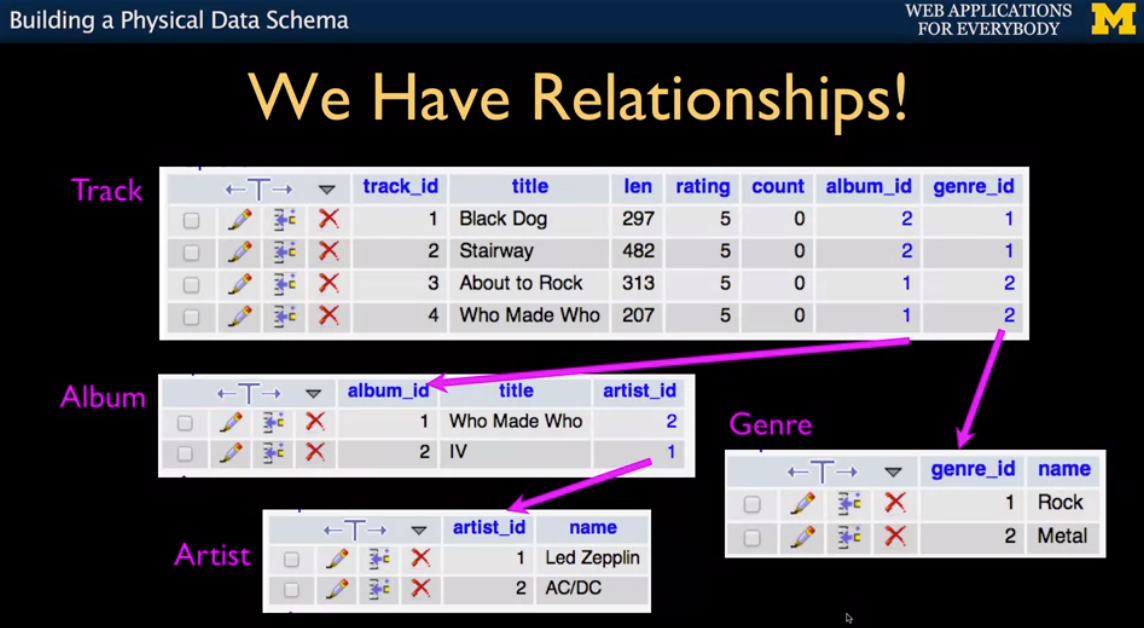 Building a Physical Data Schema
WEB APPLICATIONS
FOR EVERYBODY
M
We Have Relationships!
Track
←T→ track_id title len rating count album_id genre_id
1 Black Dog 297 5 0 2 1
2 Stairway 482 5 0 2 1
3 About to Rock 313 5 0 1 2
4 Who Made Who 207 5 0 1 2
Album
←T→ album_id title artist_id
1 Who Made Who 2
2 IV 1
Genre
←T→ genre_id name
1 Rock
2 Metal
Artist
←T→ artist_id name
1 Led Zepplin
2 AC/DC